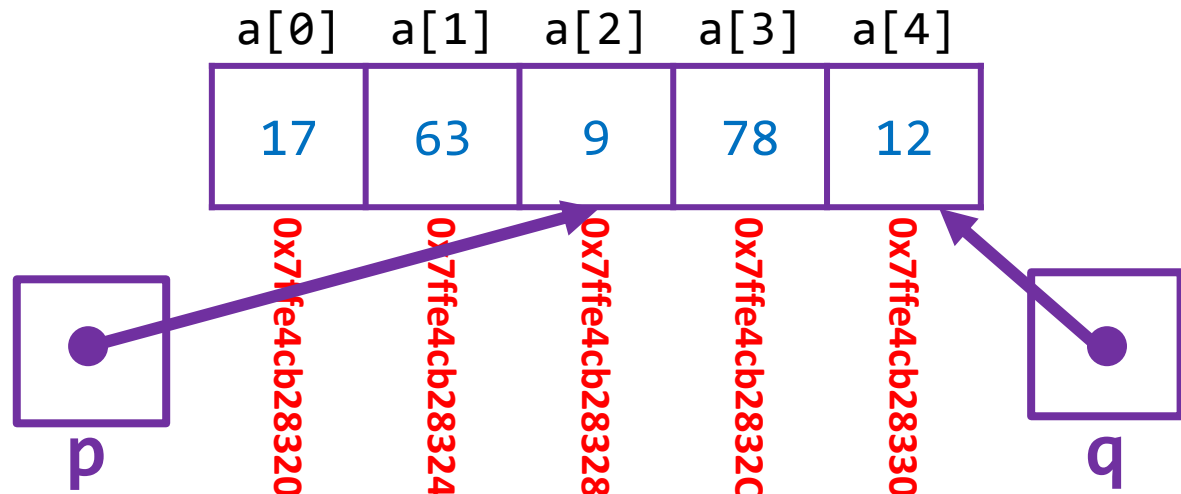 a[0] a[1] a[2] a[3] a[4]
17 63 9 78 12
0x7ffe4cb28320
0x7ffe4cb28324
0x7ffe4cb28328
0x7ffe4cb2832C
0x7ffe4cb28330
p
q